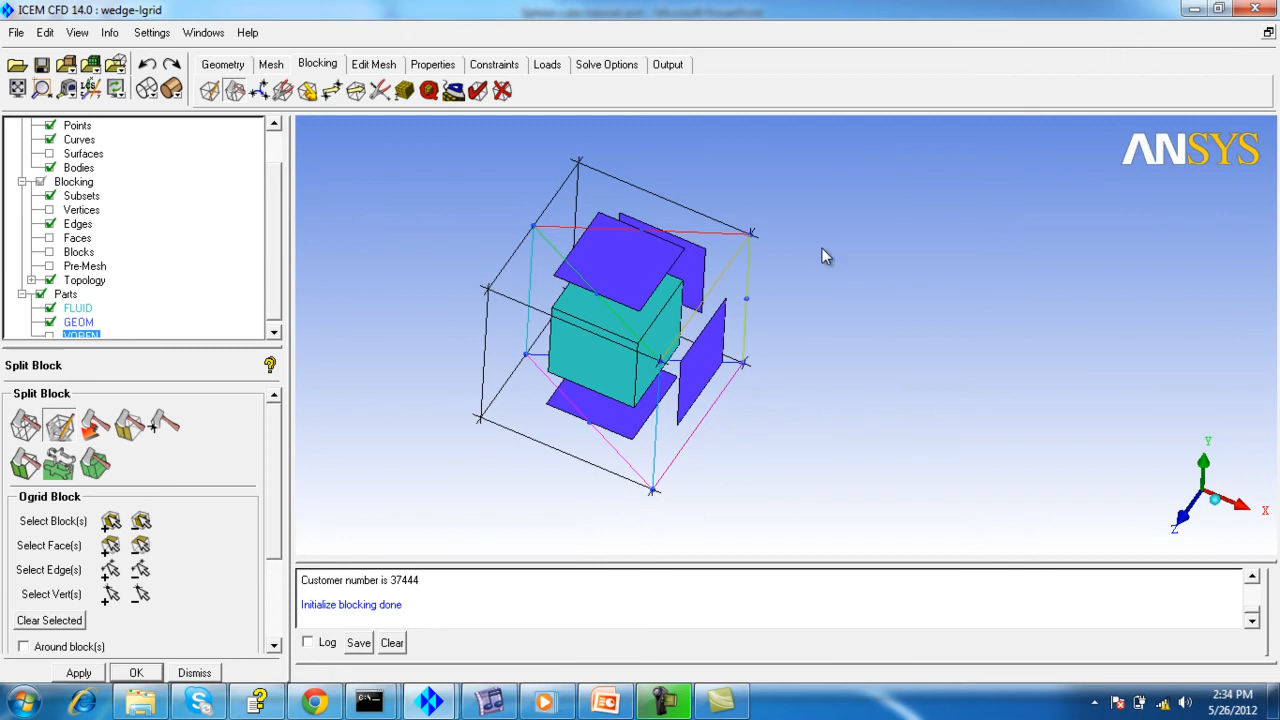 ICEM CFD 14.0 : wedge-lgrid
File Edit View Info Settings Windows Help
Geometry Mesh Blocking Edit Mesh Properties Constraints Loads Solve Options Output
LCS
Points
Curves
Surfaces
Bodies
Blocking
Subsets
Vertices
Edges
Faces
Blocks
Pre-Mesh
Topology
Parts
FLUID
GEOM
VORFN
Split Block
Split Block
Ogrid Block
Select Block(s)
Select Face(s)
Select Edge(s)
Select Vert(s)
Clear Selected
Around block(s)
Apply OK Dismiss
ANSYS
Y
X
Z
Customer number is 37444
Initialize blocking done
Log Save Clear
2:34 PM
5/26/2012